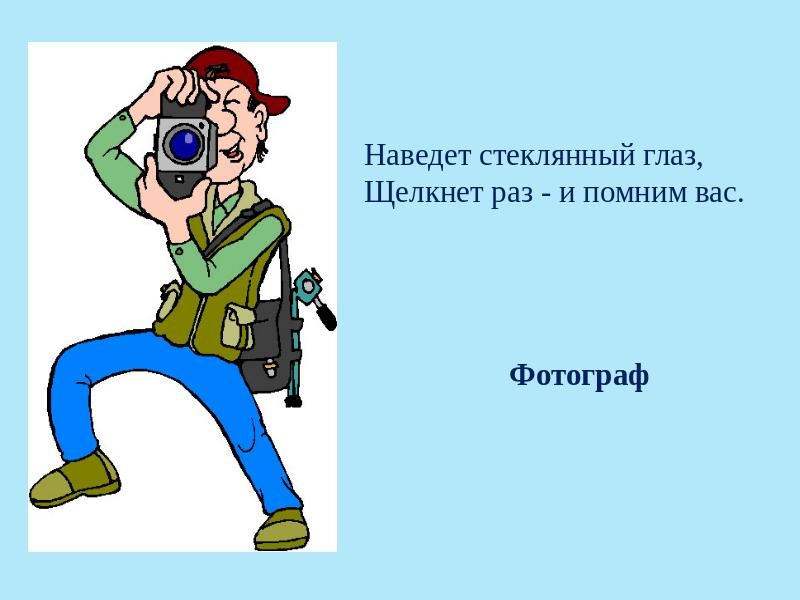 Наведет стеклянный глаз,
Щелкнет раз - и помним вас.
Фотограф